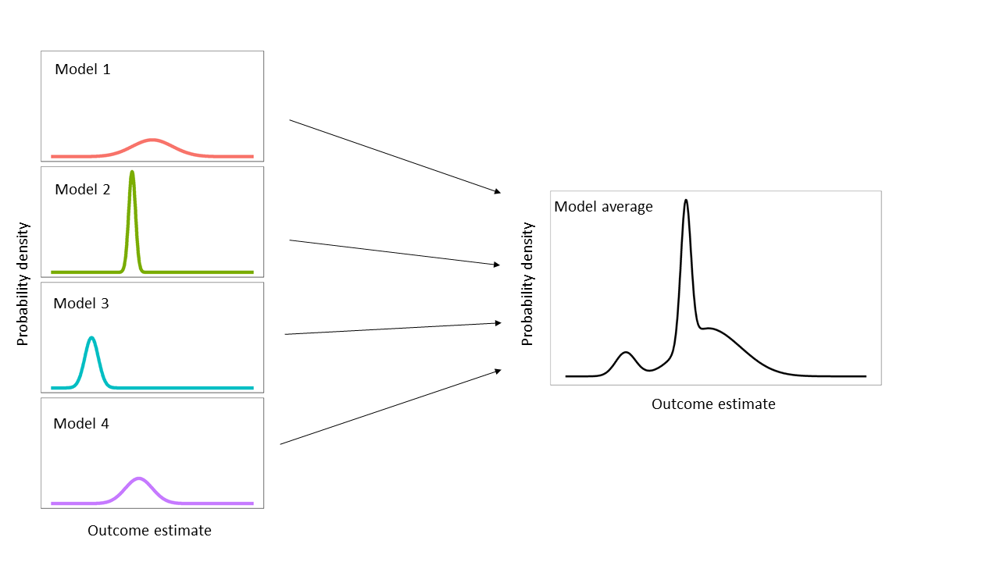 Model 1
Model 2
Model 3
Model 4
Probability density
Outcome estimate
Model average
Probability density
Outcome estimate